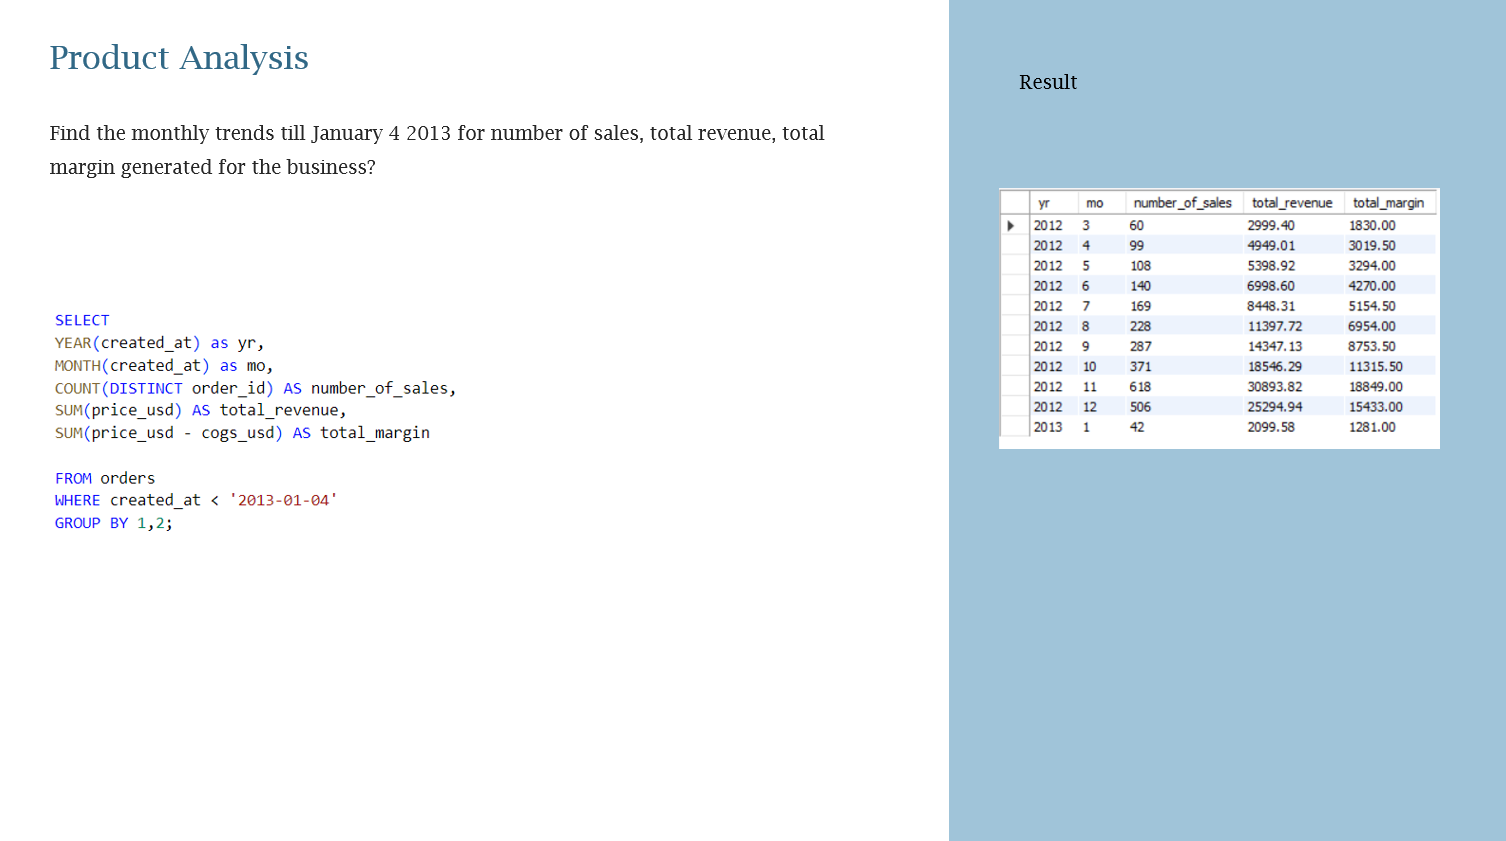 Product Analysis
Find the monthly trends till January 4 2013 for number of sales, total revenue, total
margin generated for the business?
SELECT
YEAR(created_at) as yr,
MONTH(created_at) as mo,
COUNT(DISTINCT order_id) AS number_of_sales,
SUM(price_usd) AS total_revenue,
SUM(price_usd - cogs_usd) AS total_margin
FROM orders
WHERE created_at < '2013-01-04'
GROUP BY 1,2;
Result
yr mo number_of_sales total_revenue total_margin
2012 3 60 2999.40 1830.00
2012 4 99 4949.01 3019.50
2012 5 108 5398.92 3294.00
2012 6 140 6998.60 4270.00
2012 7 169 8448.31 5154.50
2012 8 228 11397.72 6954.00
2012 9 287 14347.13 8753.50
2012 10 371 18546.29 11315.50
2012 11 618 30893.82 18849.00
2012 12 506 25294.94 15433.00
2013 1 42 2099.58 1281.00